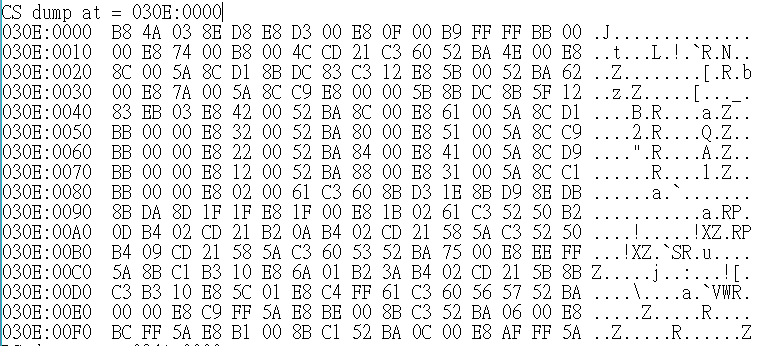 CS dump at = 030E:0000
030E:0000 B8 4A 03 8E D8 E8 D3 00 E8 0F 00 B9 FF FF BB 00 .J..............
030E:0010 00 E8 74 00 B8 00 4C CD 21 C3 60 52 BA 4E 00 E8 ..t...L.!.`R.N..
030E:0020 8C 00 5A 8C D1 8B DC 83 C3 12 E8 5B 00 52 BA 62 ..Z........[.R.b
030E:0030 00 E8 7A 00 5A 8C C9 E8 00 00 5B 8B DC 8B 5F 12 ..z.Z.....[..._.
030E:0040 83 EB 03 E8 42 00 52 BA 8C 00 E8 61 00 5A 8C D1 ....B.R....a.Z..
030E:0050 BB 00 00 E8 32 00 52 BA 80 00 E8 51 00 5A 8C C9 ....2.R....Q.Z..
030E:0060 BB 00 00 E8 22 00 52 BA 84 00 E8 41 00 5A 8C D9 ....".R....A.Z..
030E:0070 BB 00 00 E8 12 00 52 BA 88 00 E8 31 00 5A 8C C1 ......R....1.Z..
030E:0080 BB 00 00 E8 02 00 61 C3 60 8B D3 1E 8B D9 8E DB ......a.`.......
030E:0090 8B DA 8D 1F 1F E8 1F 00 E8 1B 02 61 C3 52 50 B2 ...........a.RP.
030E:00A0 0D B4 02 CD 21 B2 0A B4 02 CD 21 58 5A C3 52 50 ....!.....!XZ.RP
030E:00B0 B4 09 CD 21 58 5A C3 60 53 52 BA 75 00 E8 EE FF ...!XZ.`SR.u....
030E:00C0 5A 8B C1 B3 10 E8 6A 01 B2 3A B4 02 CD 21 5B 8B Z.....j..:...![.
030E:00D0 C3 B3 10 E8 5C 01 E8 C4 FF 61 C3 60 56 57 52 BA ....\....a.`VWR.
030E:00E0 00 00 E8 C9 FF 5A E8 BE 00 8B C3 52 BA 06 00 E8 .....Z.....R....
030E:00F0 BC FF 5A E8 B1 00 8B C1 52 BA 0C 00 E8 AF FF 5A ..Z.....R......Z